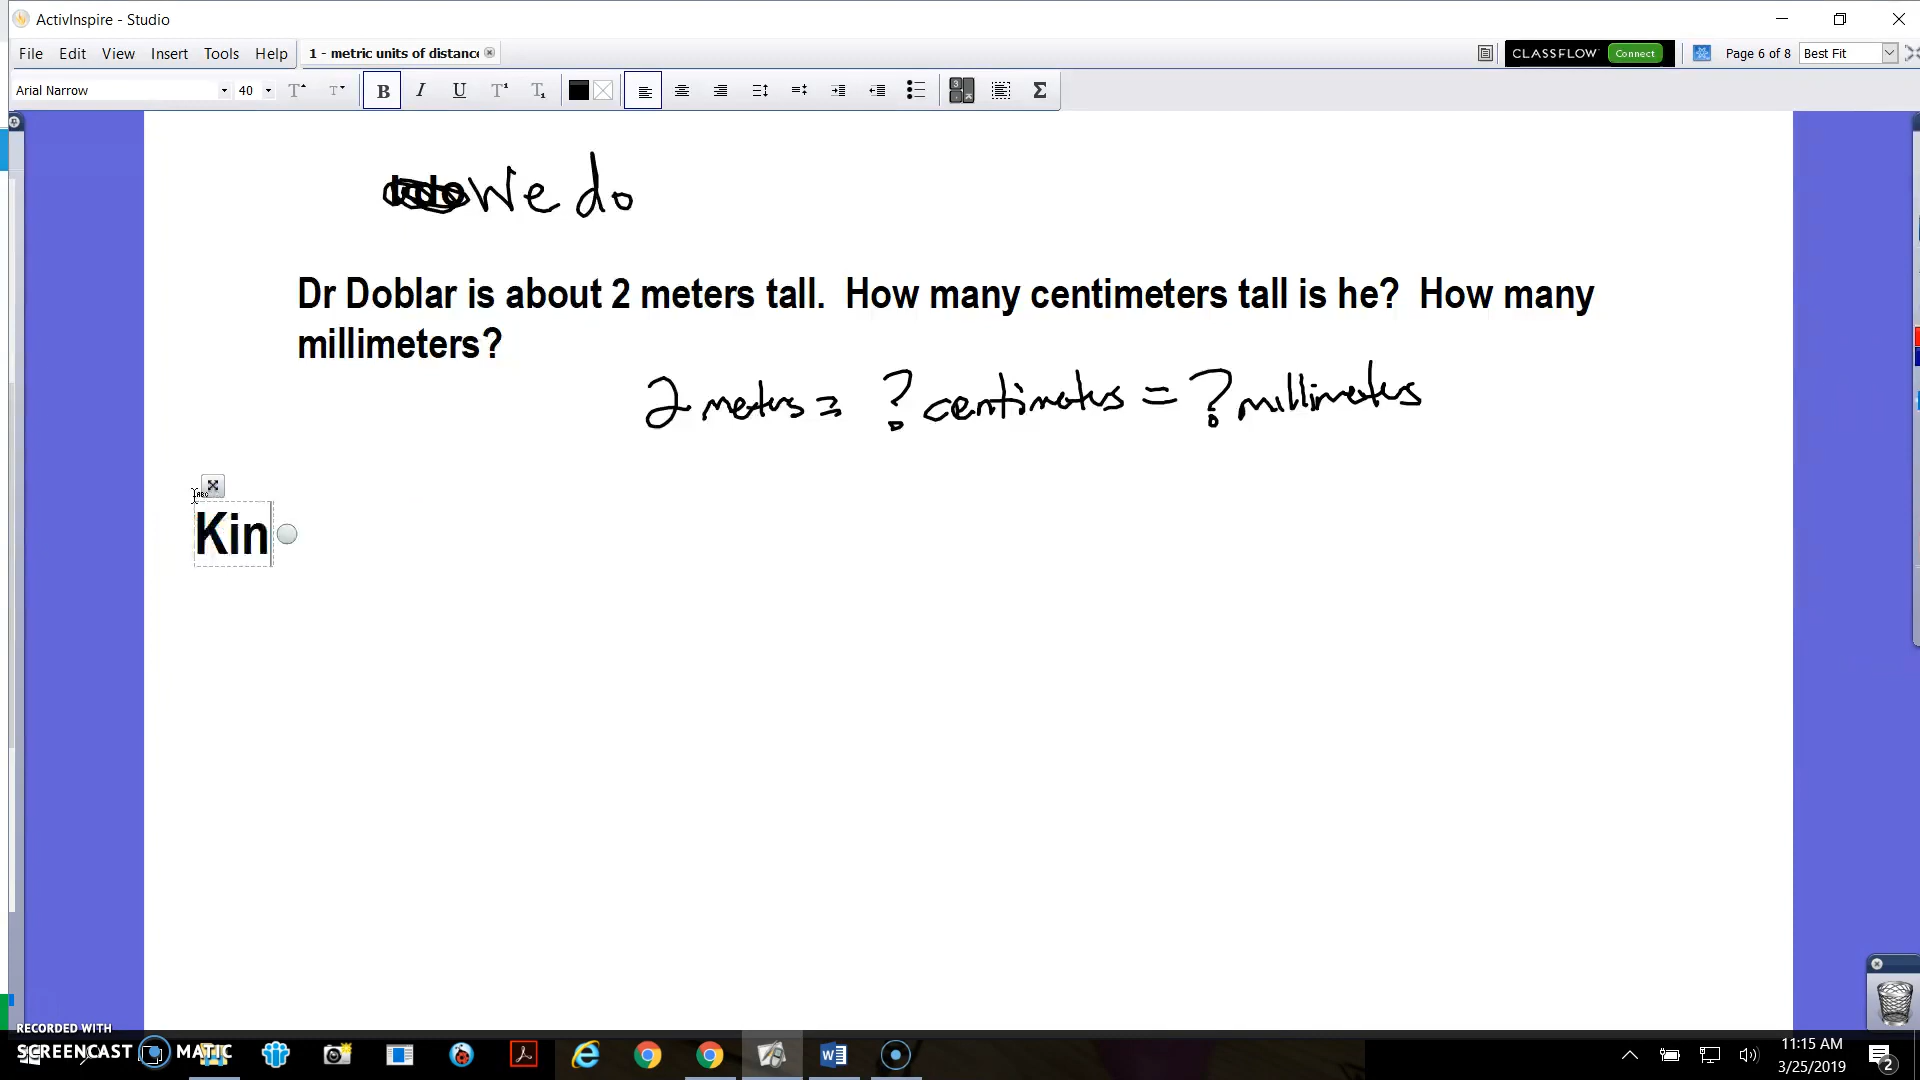 ActivInspire - Studio
File Edit View Insert Tools Help 1 - metric units of distanc CLASSFLOW Connect Page 6 of 8 Best Fit
Arial Narrow 40 B I U
We do
Dr Doblar is about 2 meters tall. How many centimeters tall is he? How many
millimeters?
2 meters = ? centimeters = ? millimeters
Kin
RECORDED WITH
SCREENCAST MATIC
11:15 AM
3/25/2019
2